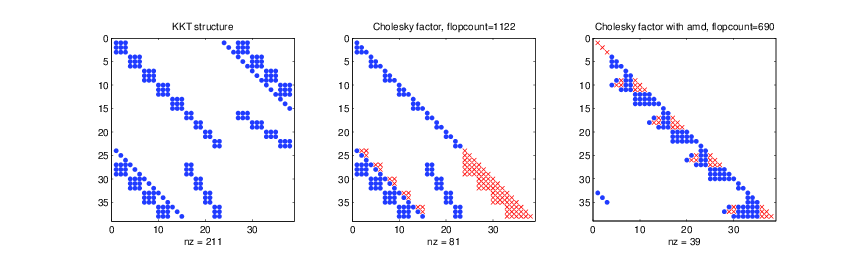 KKT structure
0
5
10
15
20
25
30
35
0 10 20 30
nz = 211
Cholesky factor, flopcount=1122
0
5
10
15
20
25
30
35
0 10 20 30
nz = 81
Cholesky factor with amd, flopcount=690
0
5
10
15
20
25
30
35
0 10 20 30
nz = 39